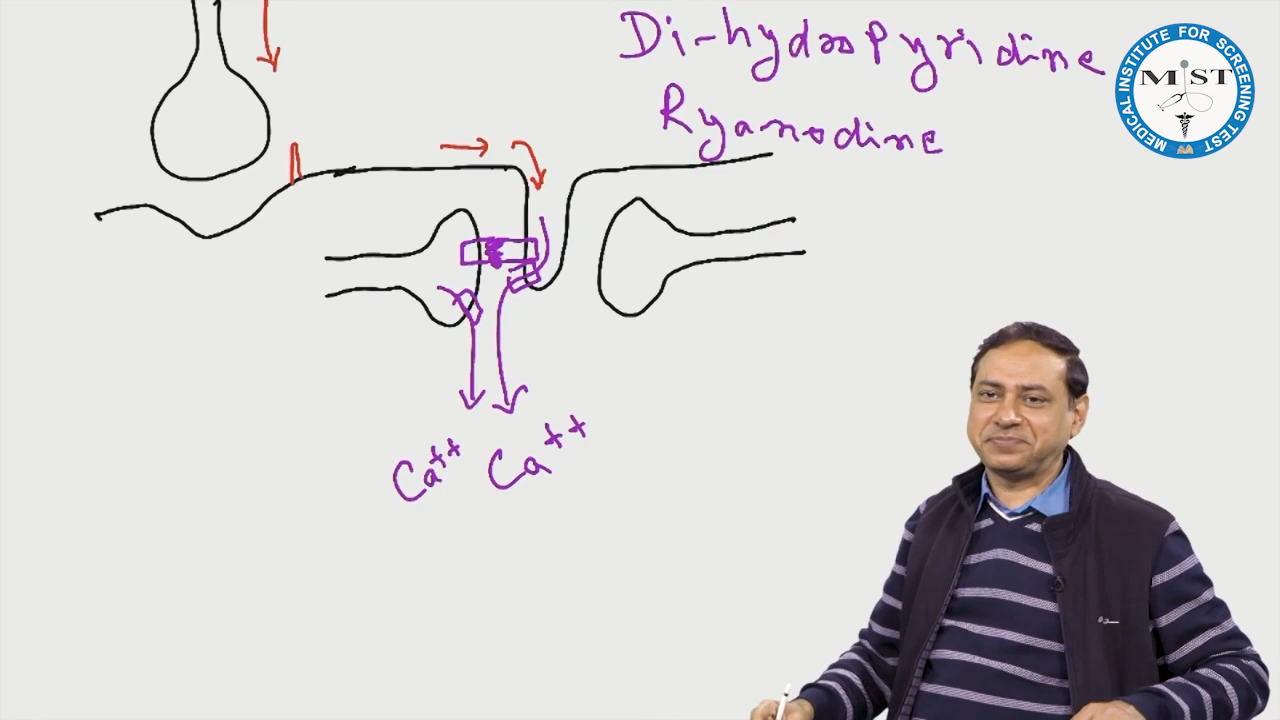 Di-hydropyridine
Ryanodine
MEDICAL INSTITUTE FOR SCREENING TEST
MIST
Ca++ Ca++